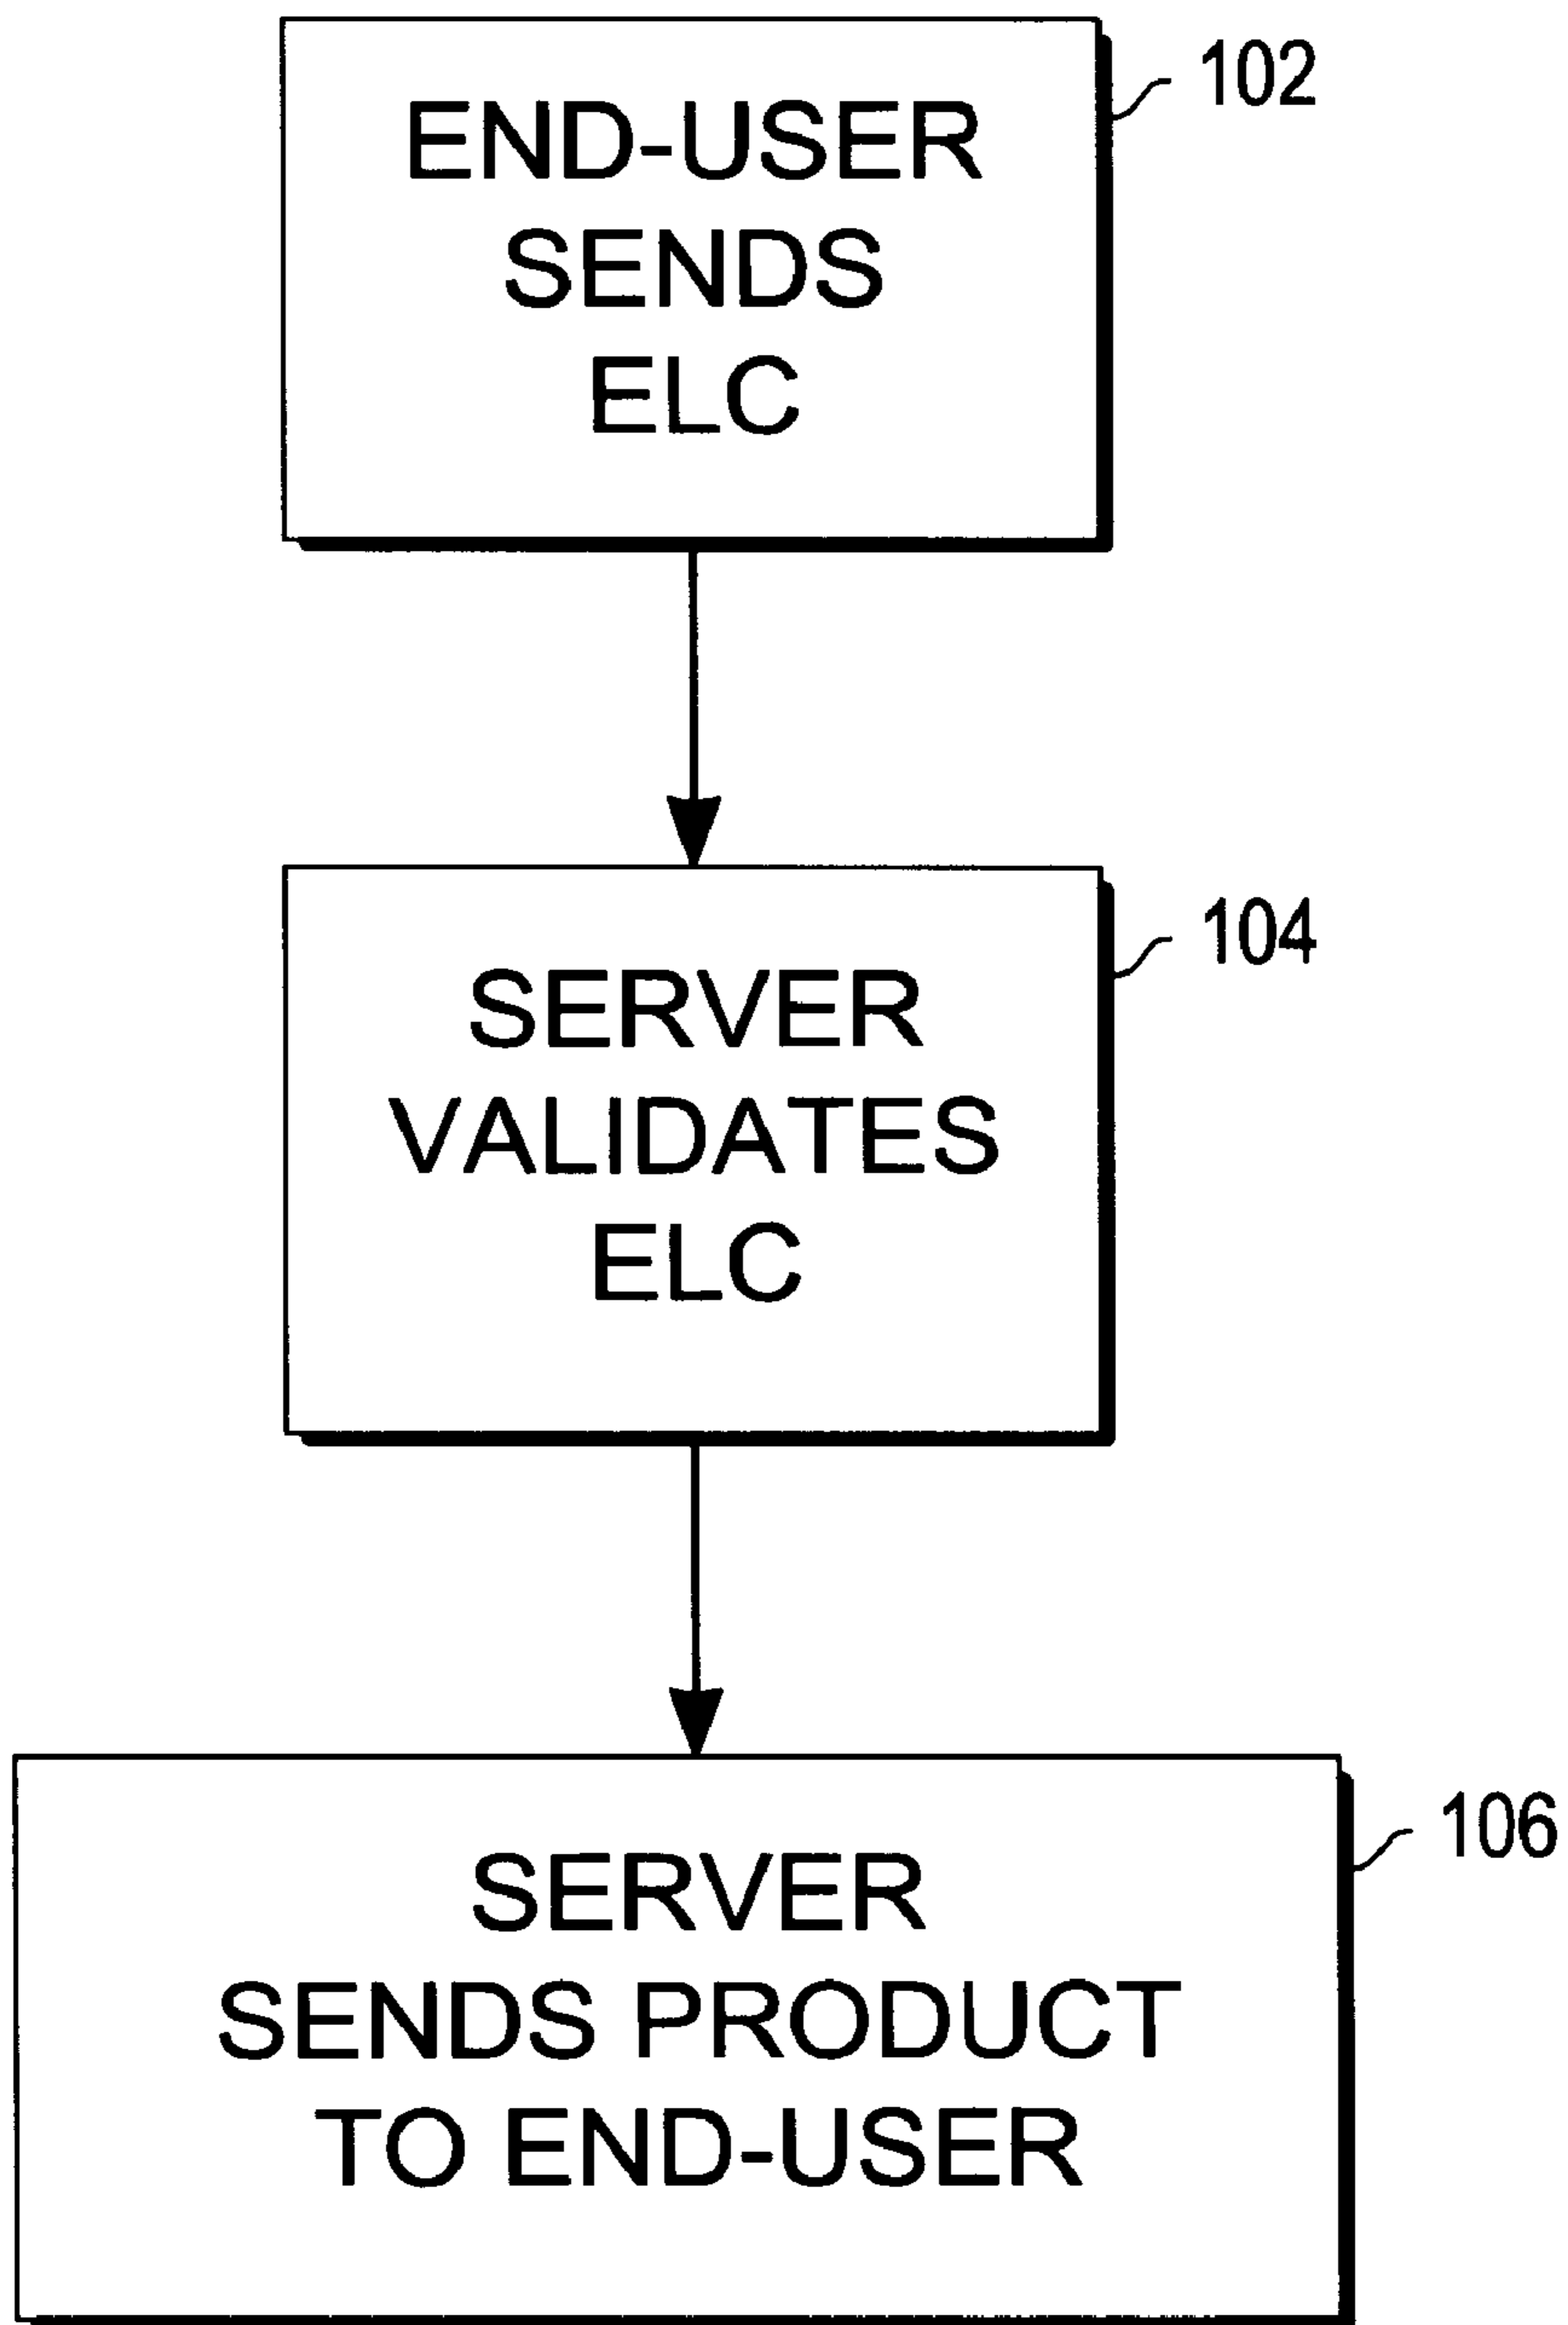 END-USER
SENDS
ELC
102
SERVER
VALIDATES
ELC
104
SERVER
SENDS PRODUCT
TO END-USER
106